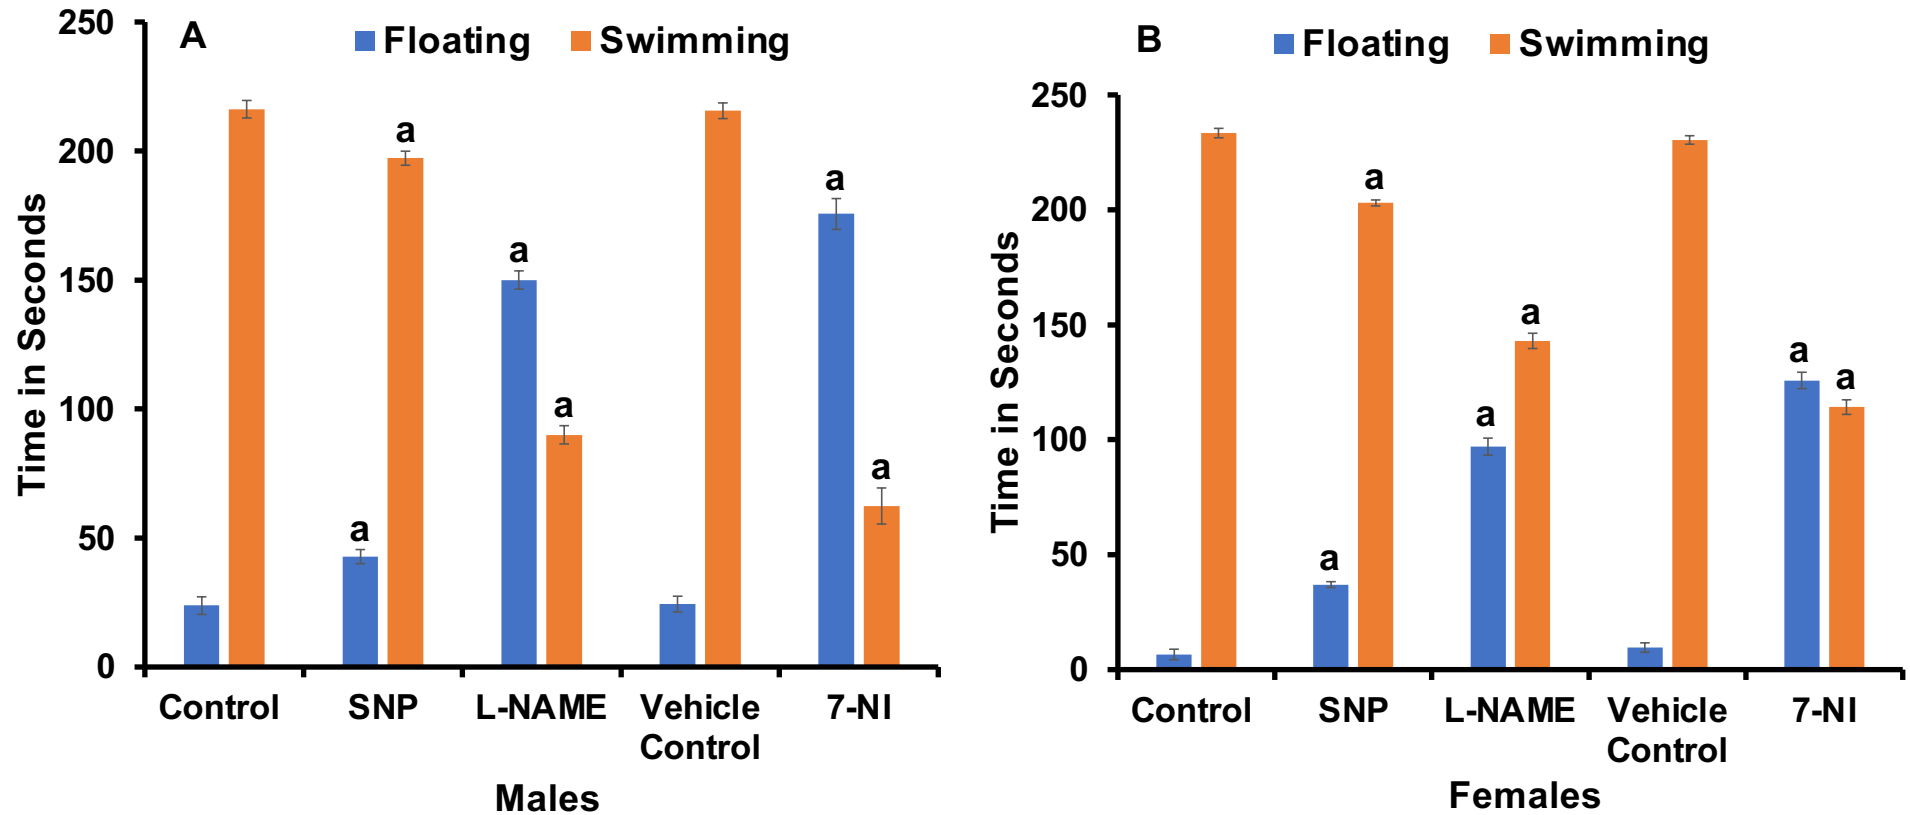 A
Floating
Swimming
Time in Seconds
250
200
150
100
50
0
a
a
a
a
a
a
Control
SNP
L-NAME
Vehicle
Control
7-NI
Males
B
Floating
Swimming
Time in Seconds
250
200
150
100
50
0
a
a
a
a
a
a
Control
SNP
L-NAME
Vehicle
Control
7-NI
Females